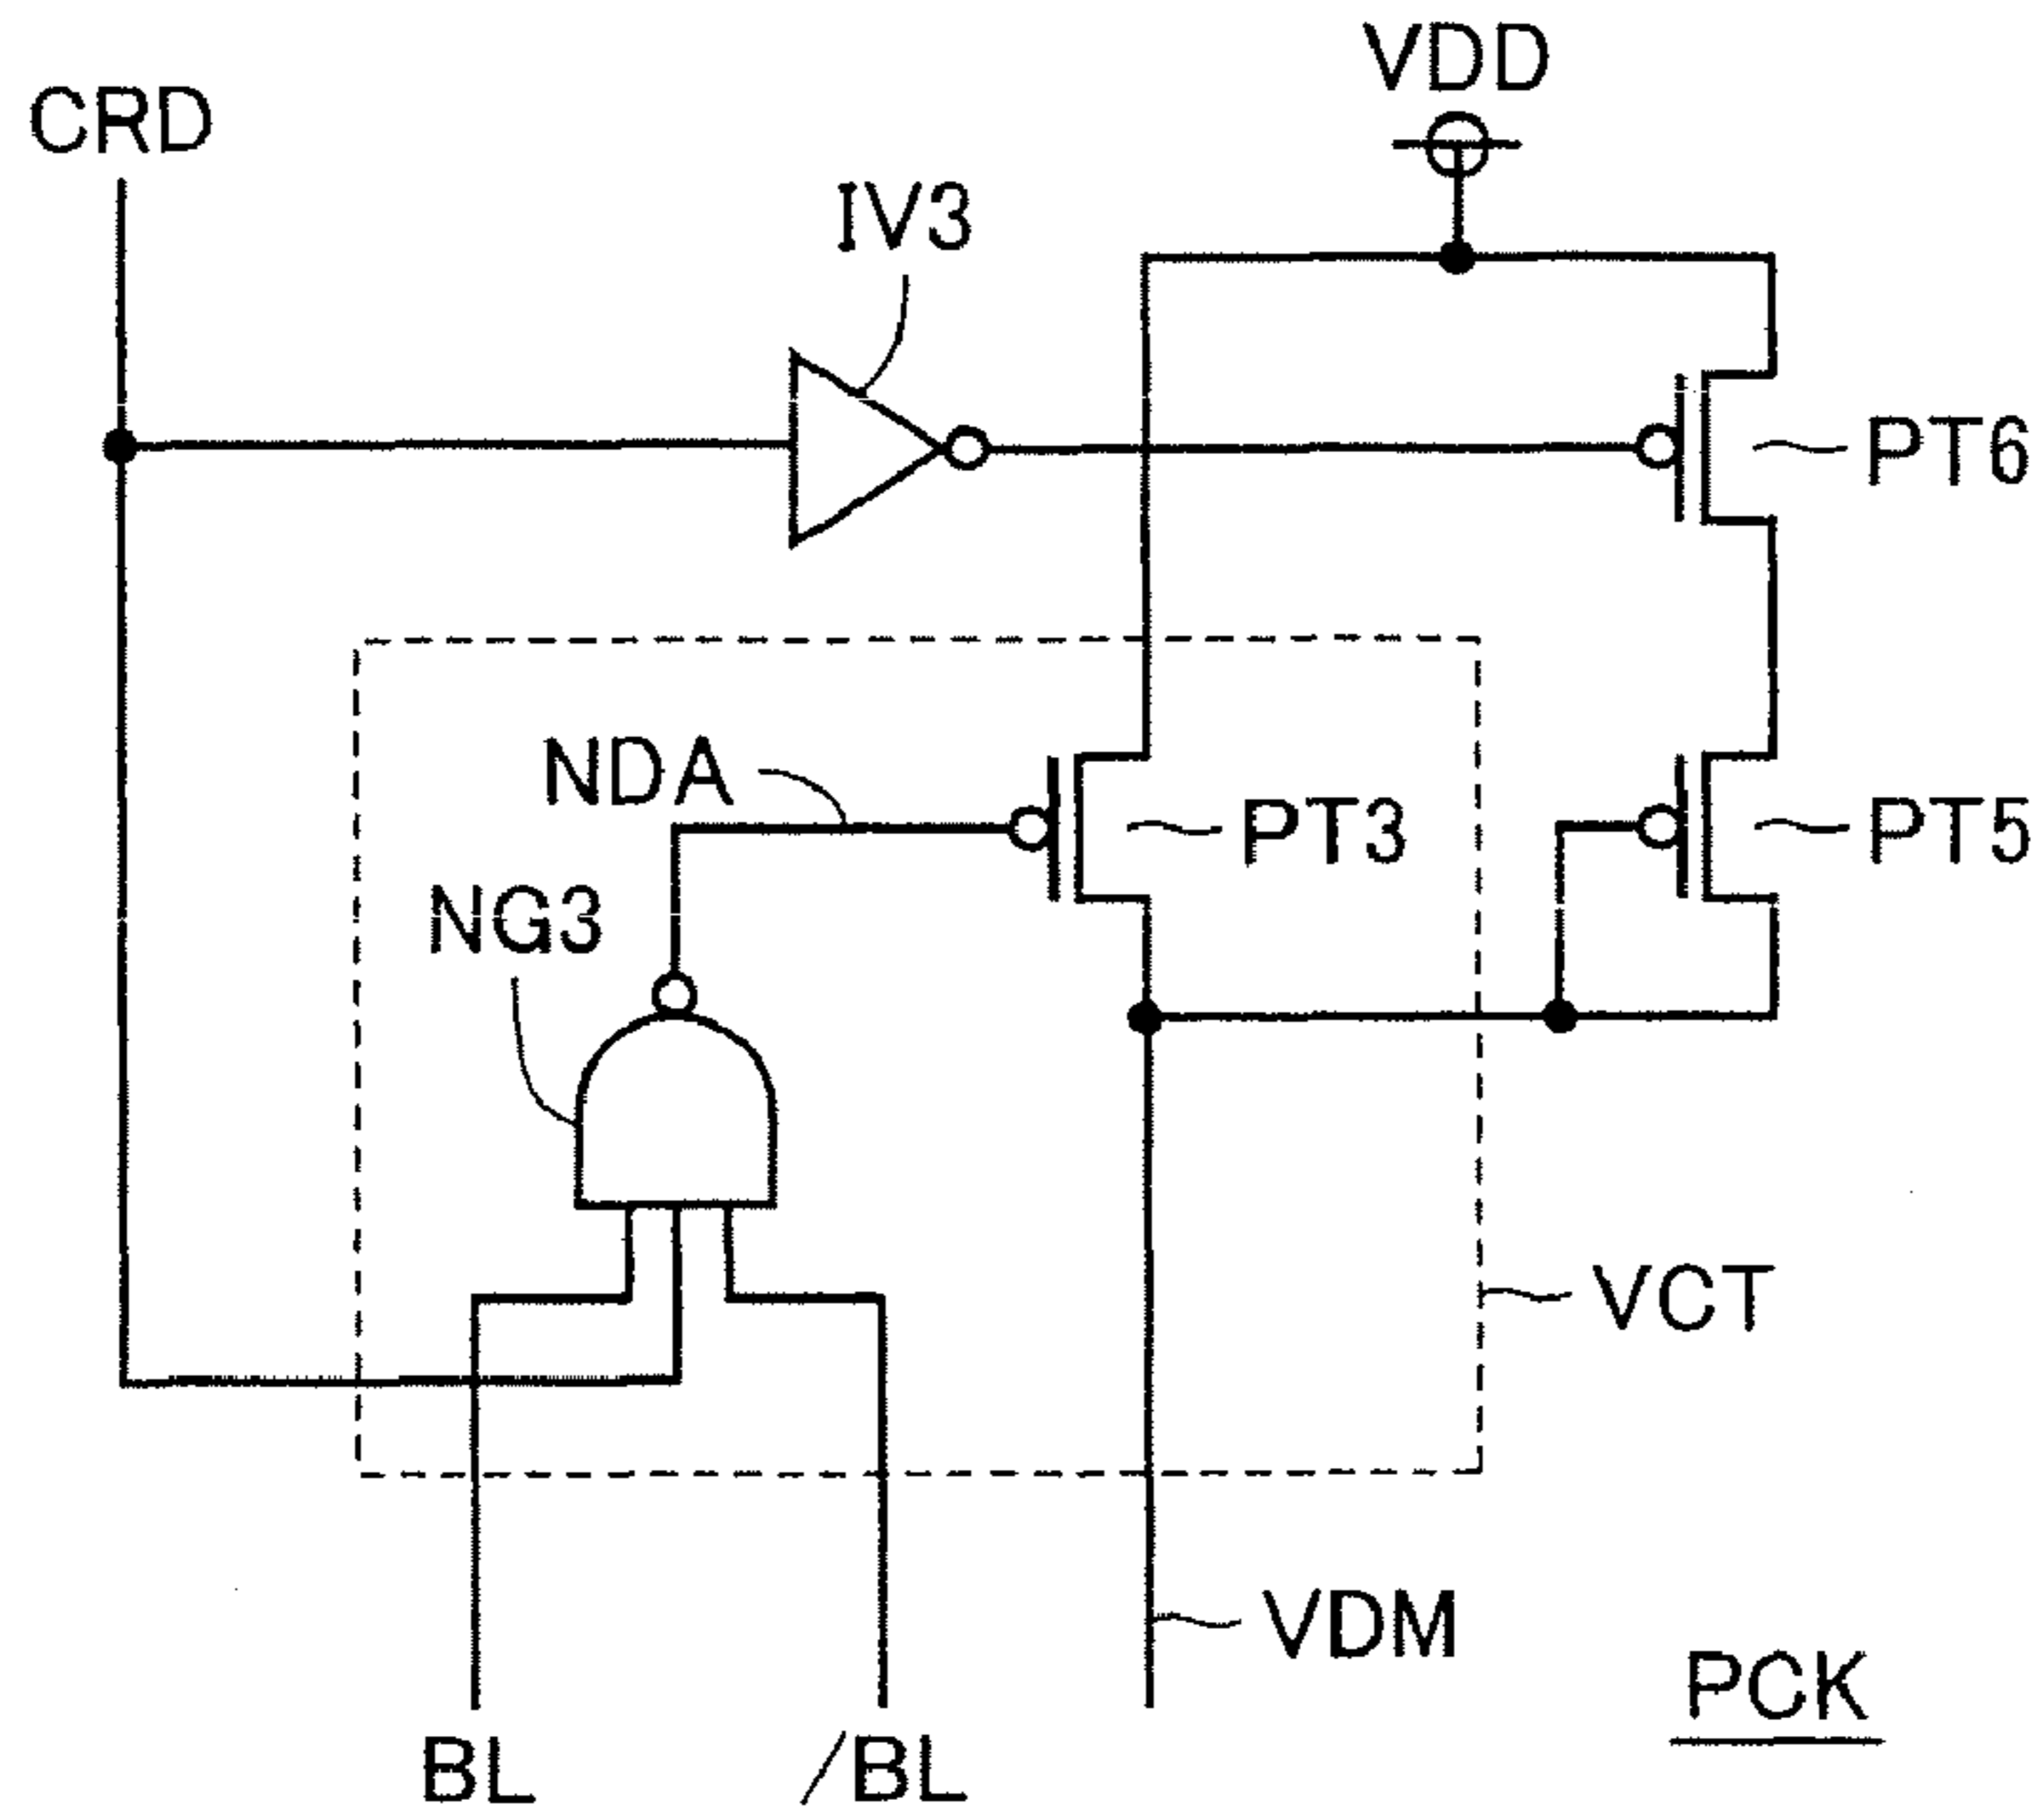 VDD
CRD
IV3
PT6
NDA
PT3
PT5
NG3
VCT
VDM
PCK
BL
/BL